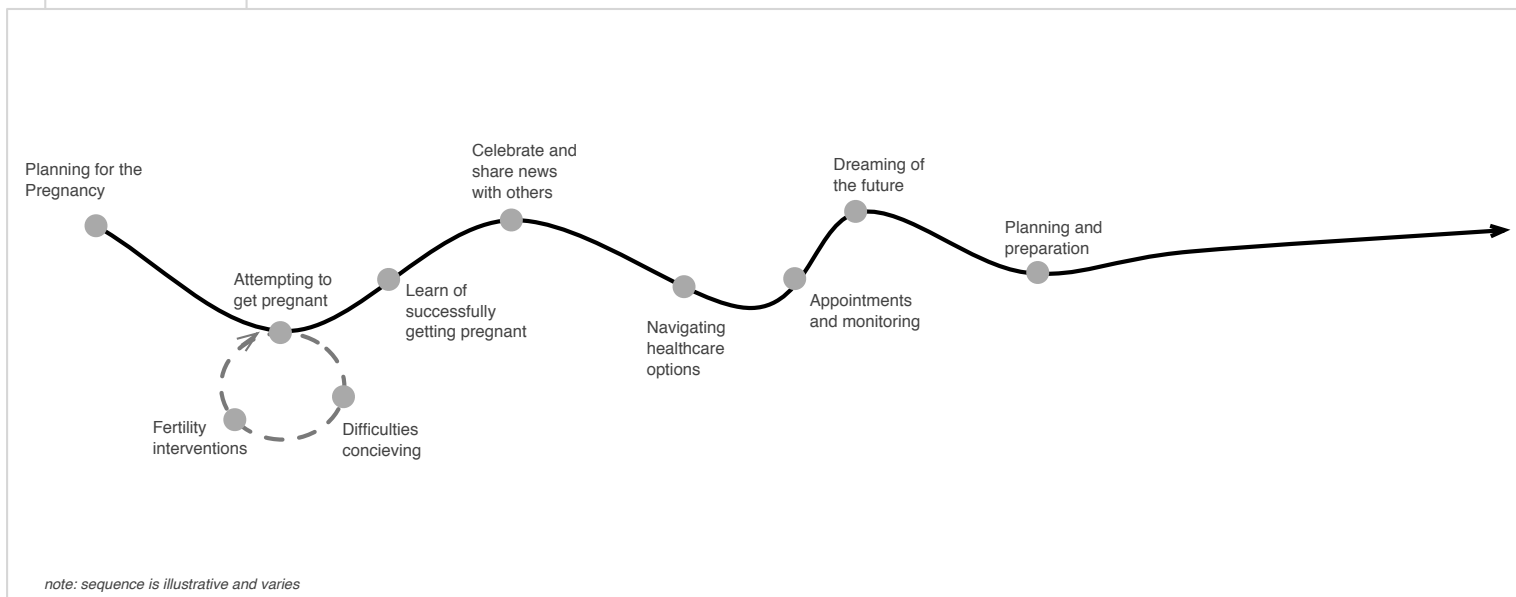 Planning for the
Pregnancy
Attempting to
get pregnant
Fertility
interventions
Difficulties
concieving
Learn of
successfully
getting pregnant
Celebrate and
share news
with others
Navigating
healthcare
options
Appointments
and monitoring
Dreaming of
the future
Planning and
preparation
note: sequence is illustrative and varies